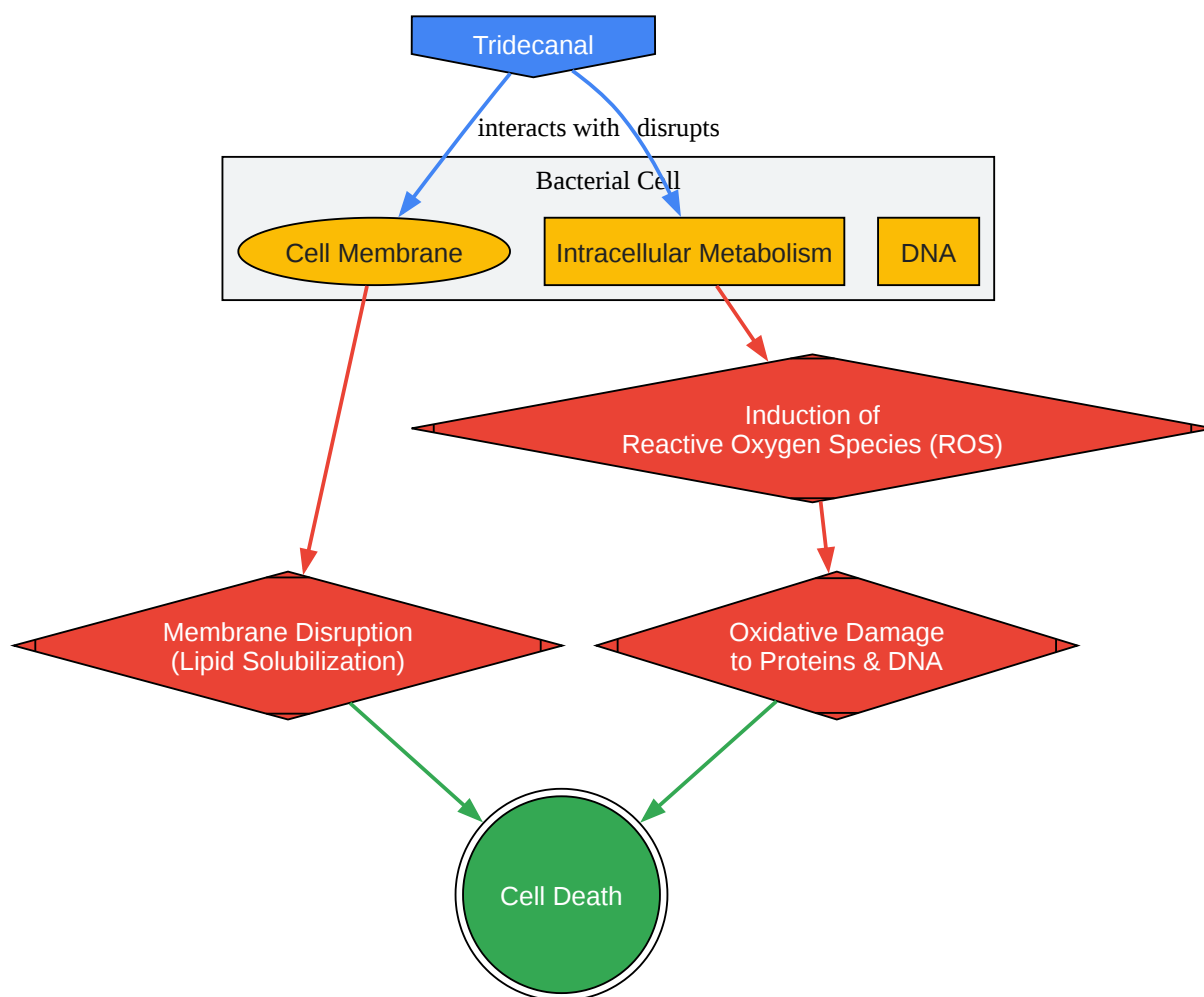 Tridecanal
interacts with
disrupts
Bacterial Cell
Cell Membrane
Intracellular Metabolism
DNA
Induction of
Reactive Oxygen Species (ROS)
Membrane Disruption
(Lipid Solubilization)
Oxidative Damage
to Proteins & DNA
Cell Death